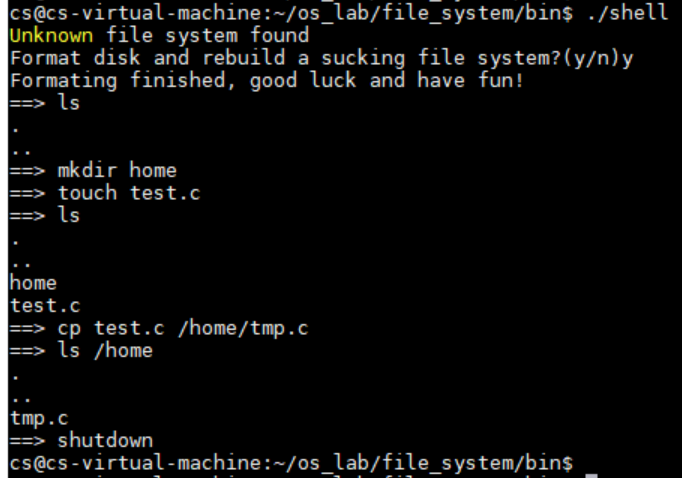 cs@cs-virtual-machine:~/os_lab/file_system/bin$ ./shell
Unknown file system found
Format disk and rebuild a sucking file system?(y/n)y
Formating finished, good luck and have fun!
==> ls
.
..
==> mkdir home
==> touch test.c
==> ls
.
..
home
test.c
==> cp test.c /home/tmp.c
==> ls /home
.
..
tmp.c
==> shutdown
cs@cs-virtual-machine:~/os_lab/file_system/bin$